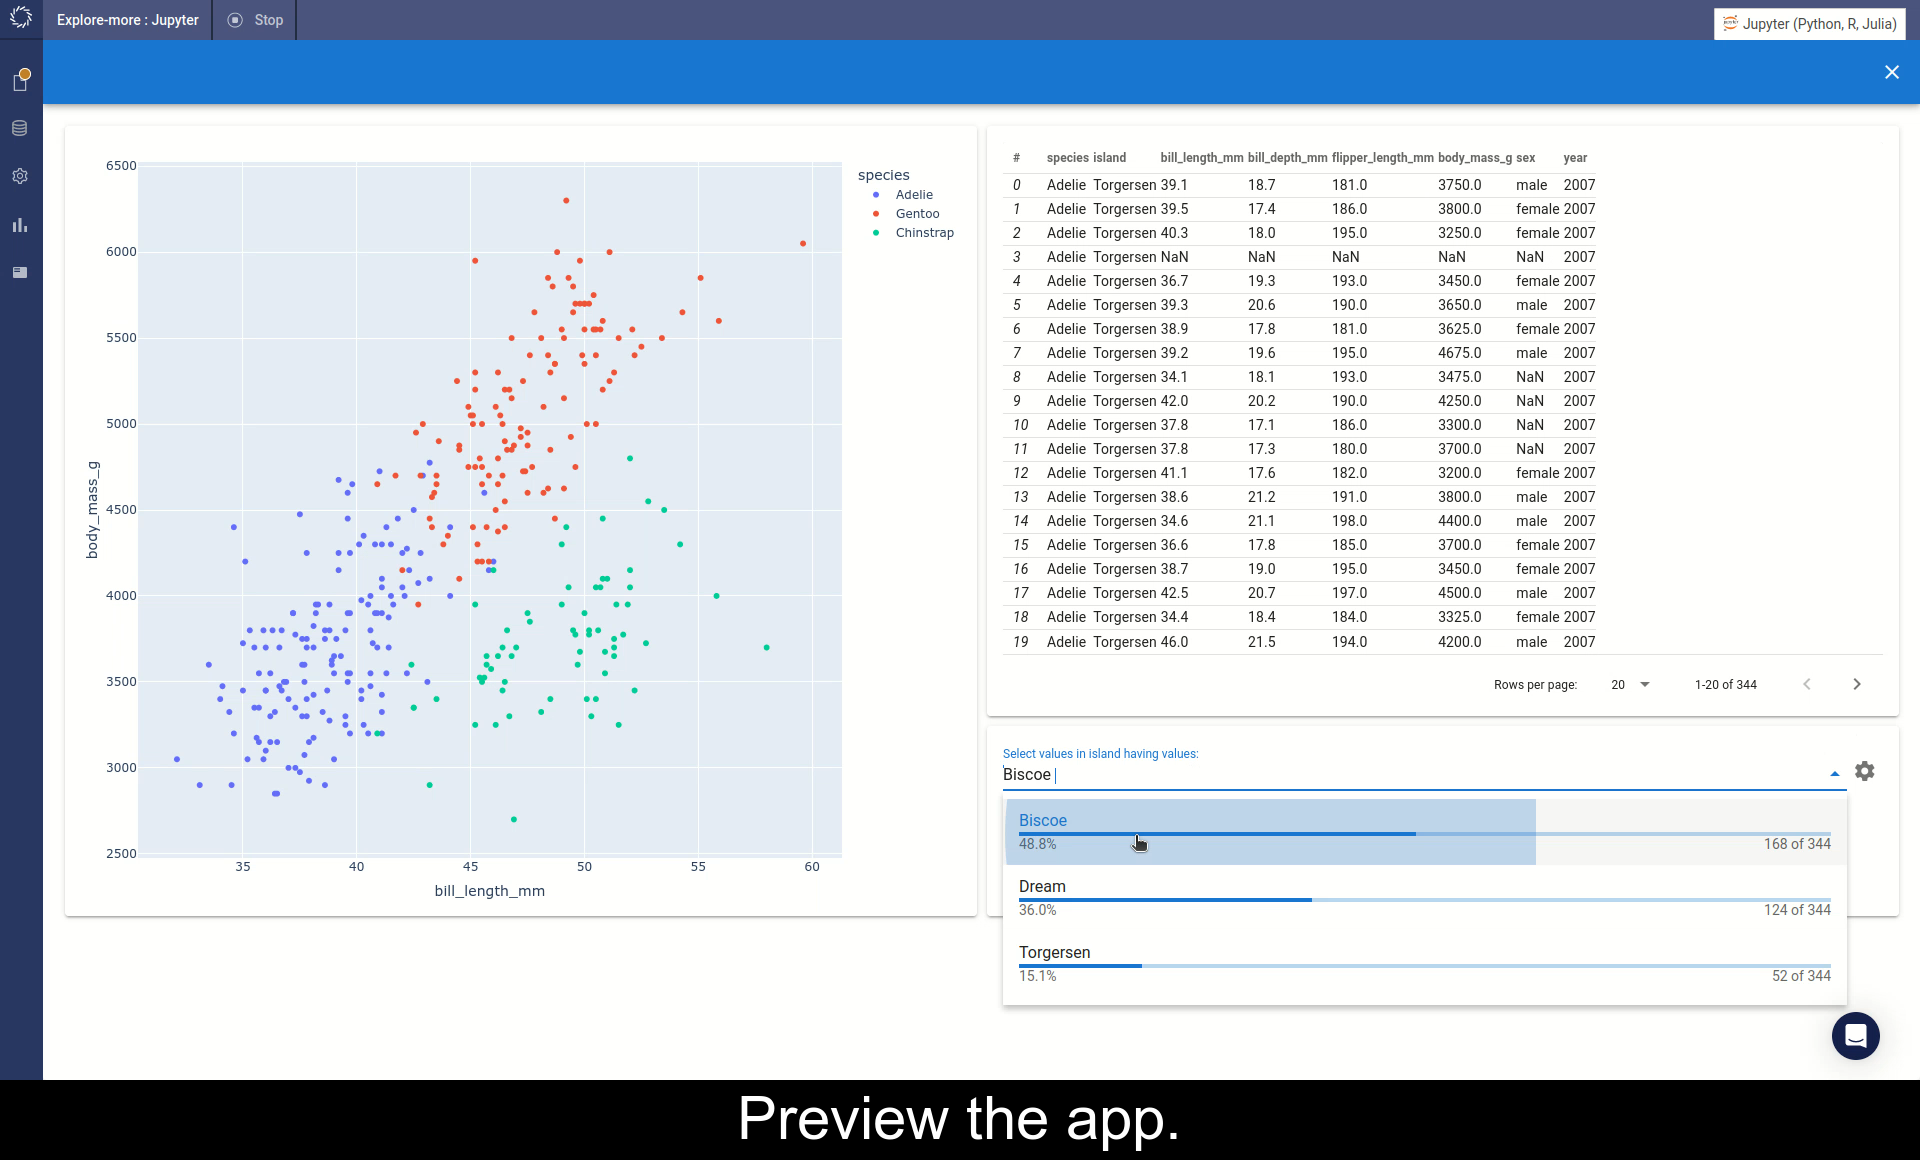 Explore-more : Jupyter
Stop
Jupyter (Python, R, Julia)
6500
6000
5500
5000
4500
4000
3500
3000
2500
body_mass_g
35 40 45 50 55 60
bill_length_mm
species
Adelie
Gentoo
Chinstrap
# species island bill_length_mm bill_depth_mm flipper_length_mm body_mass_g sex year
0 Adelie Torgersen 39.1 18.7 181.0 3750.0 male 2007
1 Adelie Torgersen 39.5 17.4 186.0 3800.0 female 2007
2 Adelie Torgersen 40.3 18.0 195.0 3250.0 female 2007
3 Adelie Torgersen NaN NaN NaN NaN NaN 2007
4 Adelie Torgersen 36.7 19.3 193.0 3450.0 female 2007
5 Adelie Torgersen 39.3 20.6 190.0 3650.0 male 2007
6 Adelie Torgersen 38.9 17.8 181.0 3625.0 female 2007
7 Adelie Torgersen 39.2 19.6 195.0 4675.0 male 2007
8 Adelie Torgersen 34.1 18.1 193.0 3475.0 NaN 2007
9 Adelie Torgersen 42.0 20.2 190.0 4250.0 NaN 2007
10 Adelie Torgersen 37.8 17.1 186.0 3300.0 NaN 2007
11 Adelie Torgersen 37.8 17.3 180.0 3700.0 NaN 2007
12 Adelie Torgersen 41.1 17.6 182.0 3200.0 female 2007
13 Adelie Torgersen 38.6 21.2 191.0 3800.0 male 2007
14 Adelie Torgersen 34.6 21.1 198.0 4400.0 male 2007
15 Adelie Torgersen 36.6 17.8 185.0 3700.0 female 2007
16 Adelie Torgersen 38.7 19.0 195.0 3450.0 female 2007
17 Adelie Torgersen 42.5 20.7 197.0 4500.0 male 2007
18 Adelie Torgersen 34.4 18.4 184.0 3325.0 female 2007
19 Adelie Torgersen 46.0 21.5 194.0 4200.0 male 2007
Rows per page: 20 1-20 of 344
Select values in island having values:
Biscoe
Biscoe
48.8% 168 of 344
Dream
36.0% 124 of 344
Torgersen
15.1% 52 of 344
Preview the app.